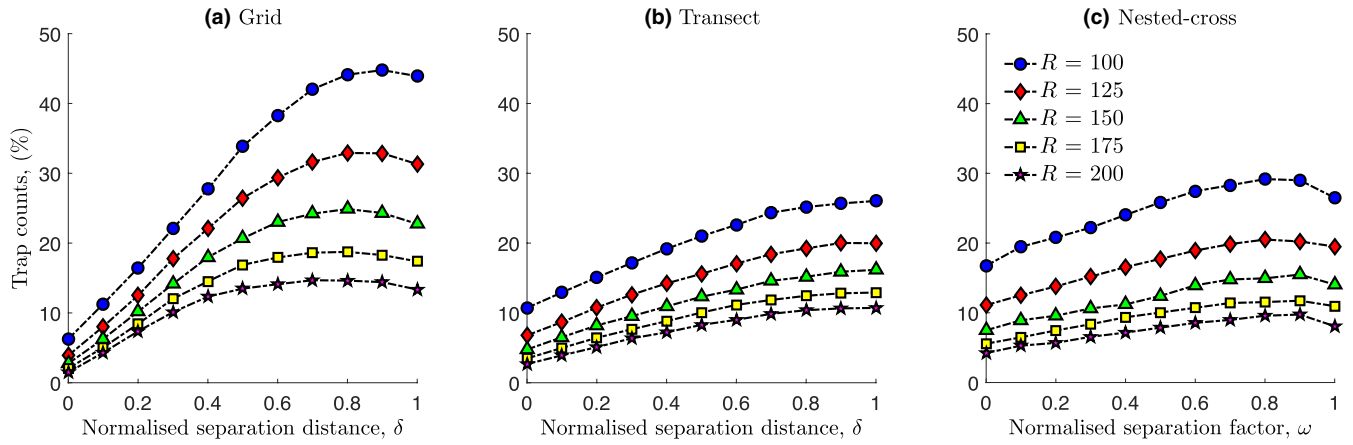 (a) Grid
(b) Transect
(c) Nested-cross
Trap counts, (%)
50
40
30
20
10
0
0 0.2 0.4 0.6 0.8 1
Normalised separation distance, δ
50
40
30
20
10
0
0 0.2 0.4 0.6 0.8 1
Normalised separation distance, δ
50
40
30
20
10
0
R = 100
R = 125
R = 150
R = 175
R = 200
0 0.2 0.4 0.6 0.8 1
Normalised separation factor, ω